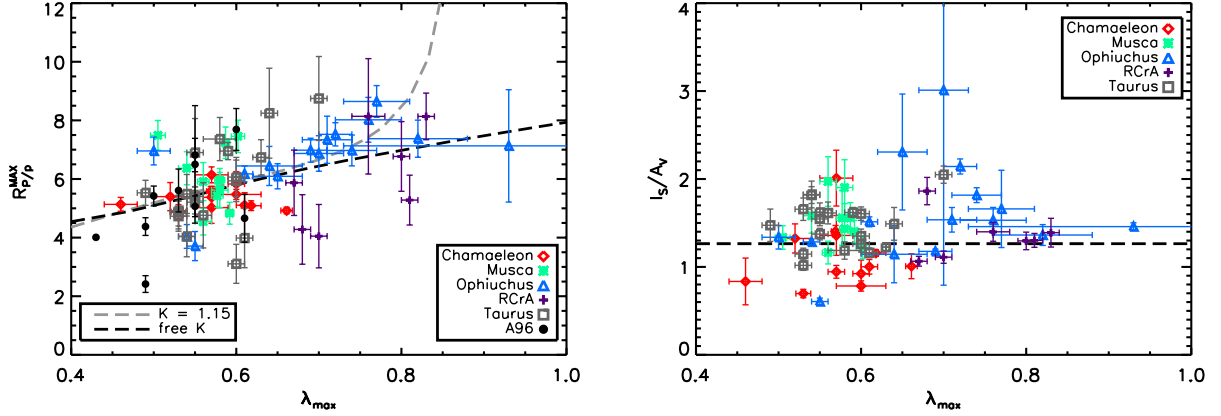 12
10
8
6
4
2
0
R^MAX_P/p
0.4 0.6 0.8 1.0
λ_max
K = 1.15
free K
Chamaeleon
Musca
Ophiuchus
RCrA
Taurus
A96
4
3
2
1
0
I_S/A_V
0.4 0.6 0.8 1.0
λ_max
Chamaeleon
Musca
Ophiuchus
RCrA
Taurus